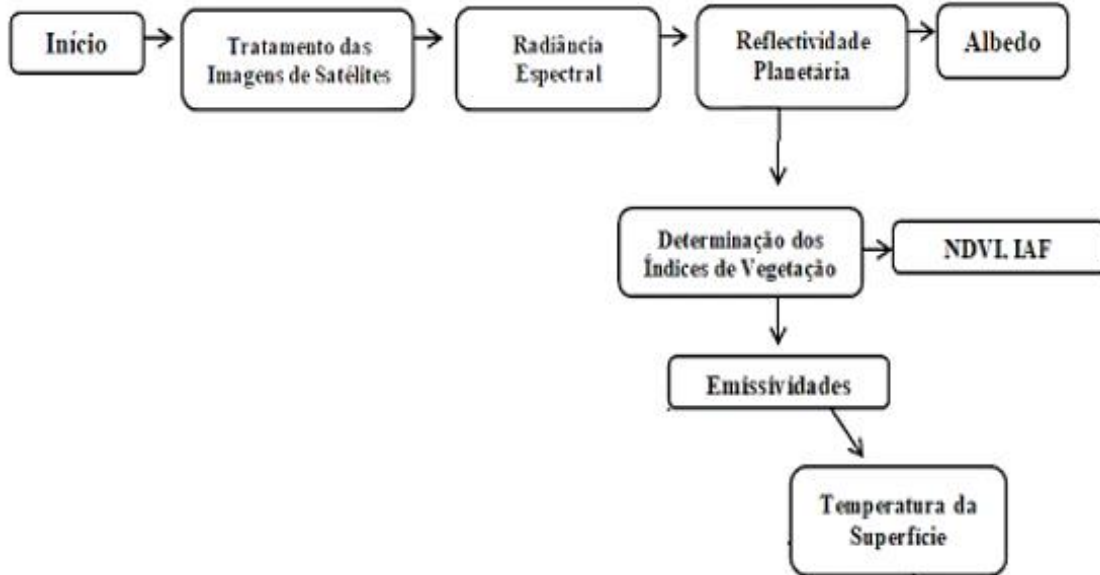 Início
Tratamento das
Imagens de Satélites
Radiância
Espectral
Reflectividade
Planetária
Albedo
Determinação dos
Índices de Vegetação
NDVI, IAF
Emissividades
Temperatura da
Superfície